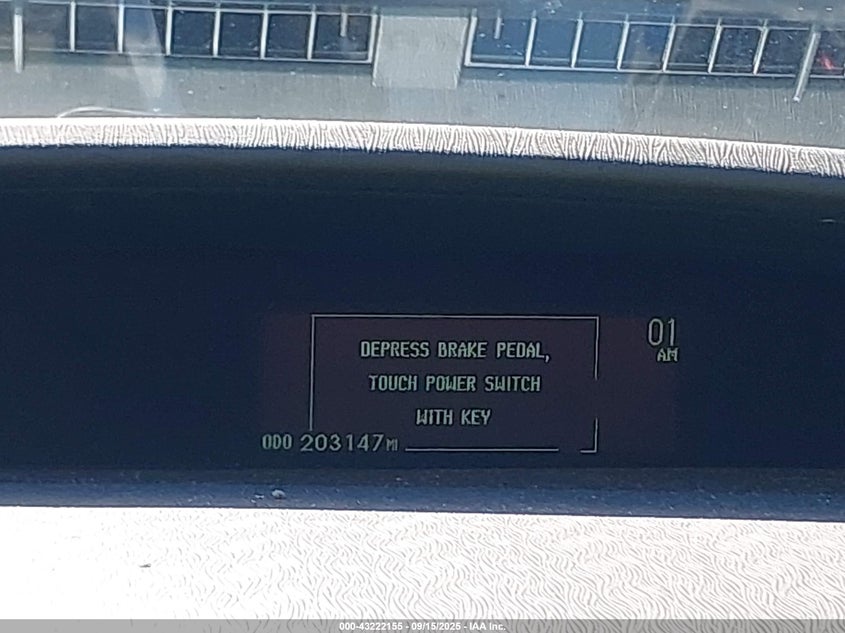 DEPRESS BRAKE PEDAL,
TOUCH POWER SWITCH
WITH KEY
01
AM
ODO 203147 MI
000-43222155 - 09/15/2025 - IAA Inc.